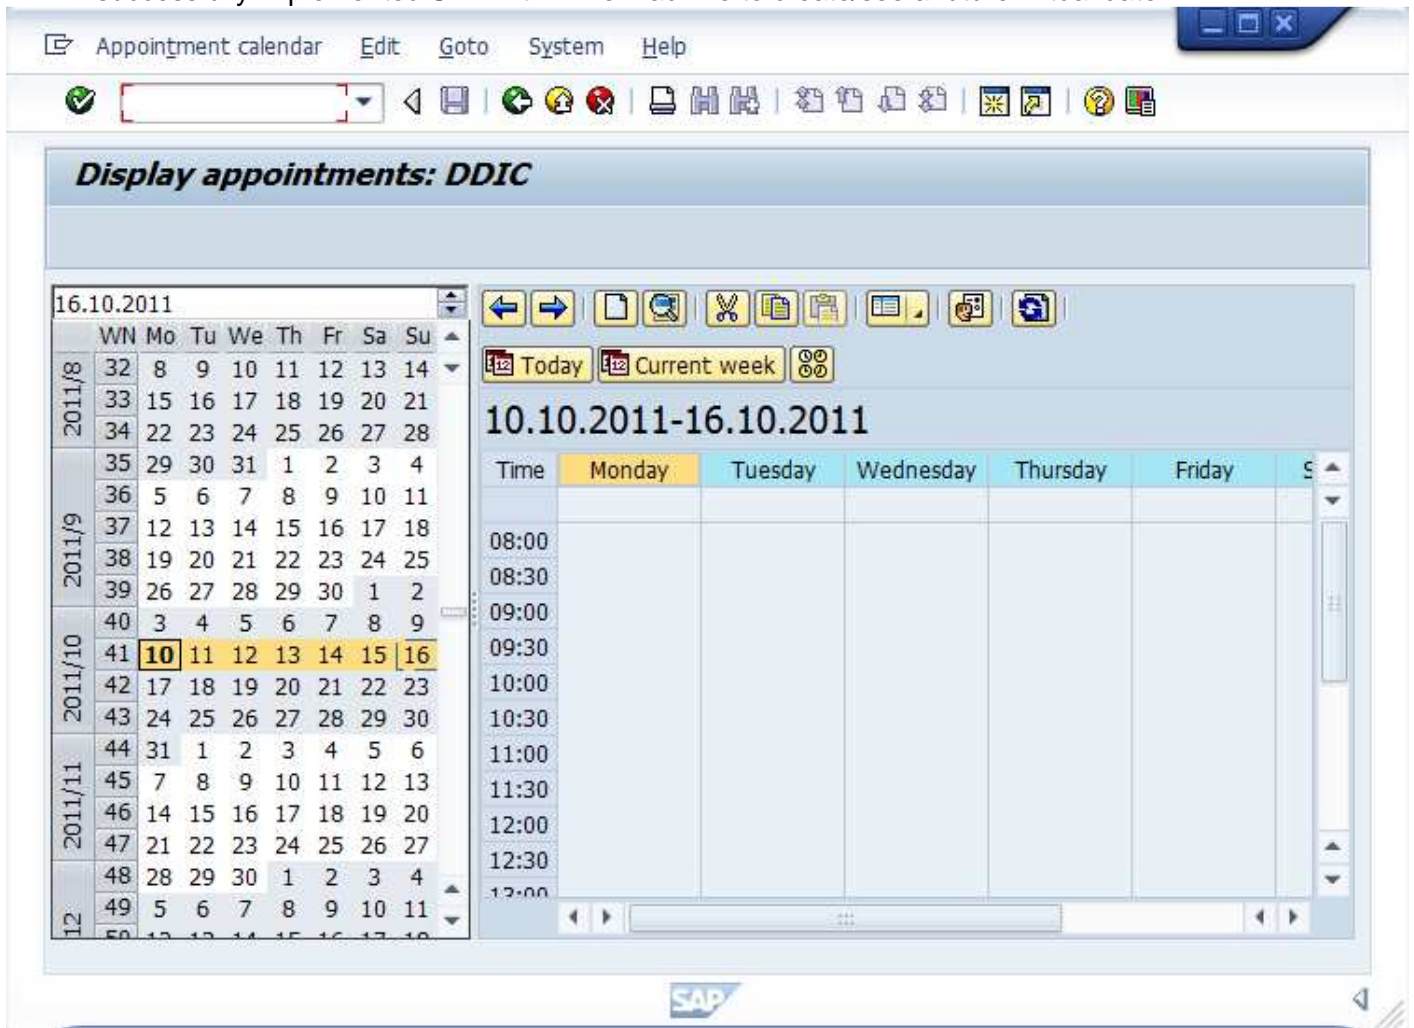 Appointment calendar Edit Goto System Help
Display appointments: DDIC
16.10.2011
WN Mo Tu We Th Fr Sa Su
2011/8
32 8 9 10 11 12 13 14
33 15 16 17 18 19 20 21
34 22 23 24 25 26 27 28
35 29 30 31 1 2 3 4
2011/9
36 5 6 7 8 9 10 11
37 12 13 14 15 16 17 18
38 19 20 21 22 23 24 25
39 26 27 28 29 30 1 2
2011/10
40 3 4 5 6 7 8 9
41 10 11 12 13 14 15 16
42 17 18 19 20 21 22 23
43 24 25 26 27 28 29 30
44 31 1 2 3 4 5 6
2011/11
45 7 8 9 10 11 12 13
46 14 15 16 17 18 19 20
47 21 22 23 24 25 26 27
48 28 29 30 1 2 3 4
12
49 5 6 7 8 9 10 11
Today Current week
10.10.2011-16.10.2011
Time Monday Tuesday Wednesday Thursday Friday S
08:00
08:30
09:00
09:30
10:00
10:30
11:00
11:30
12:00
12:30
13:00
SAP